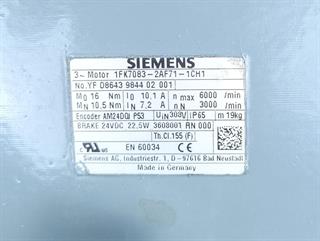 SIEMENS
3~ Motor 1FK7083-2AF71-1CH1
No.YF 08643 9844 02 001
M0 16 Nm I0 10,1 A n max 6000 /min
MN 10,5 Nm IN 7,2 A nN 3000 /min
Encoder AM24DQI P53 UIN 303V IP65 m 19kg
BRAKE 24VDC 22,5W 3608001 RN 000
Th.Cl.155 (F)
EN 60034
Siemens AG, Industriestr. 1, D-97616 Bad Neustadt
Made in Germany